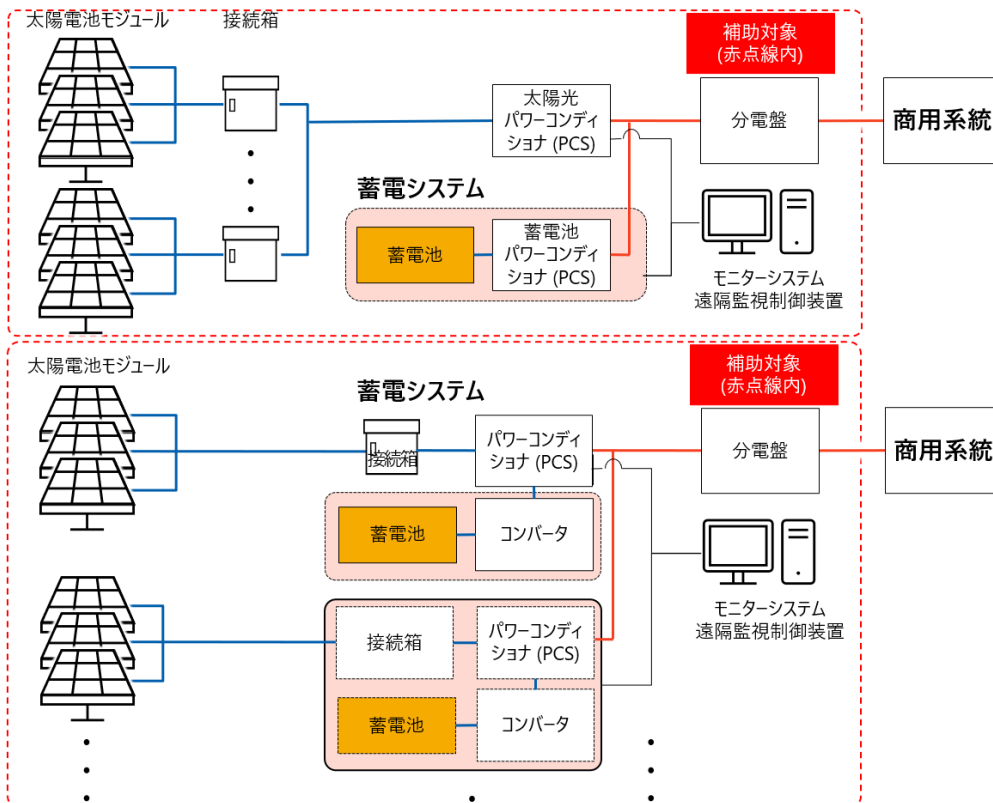 太陽電池モジュール
接続箱
補助対象
(赤点線内)
太陽光
パワーコンディ
ショナ (PCS)
分電盤
商用系統
蓄電システム
蓄電池
蓄電池
パワーコンディ
ショナ (PCS)
モニターシステム
遠隔監視制御装置
太陽電池モジュール
蓄電システム
補助対象
(赤点線内)
接続箱
パワーコンディ
ショナ (PCS)
分電盤
商用系統
蓄電池
コンバータ
モニターシステム
遠隔監視制御装置
接続箱
パワーコンディ
ショナ (PCS)
蓄電池
コンバータ